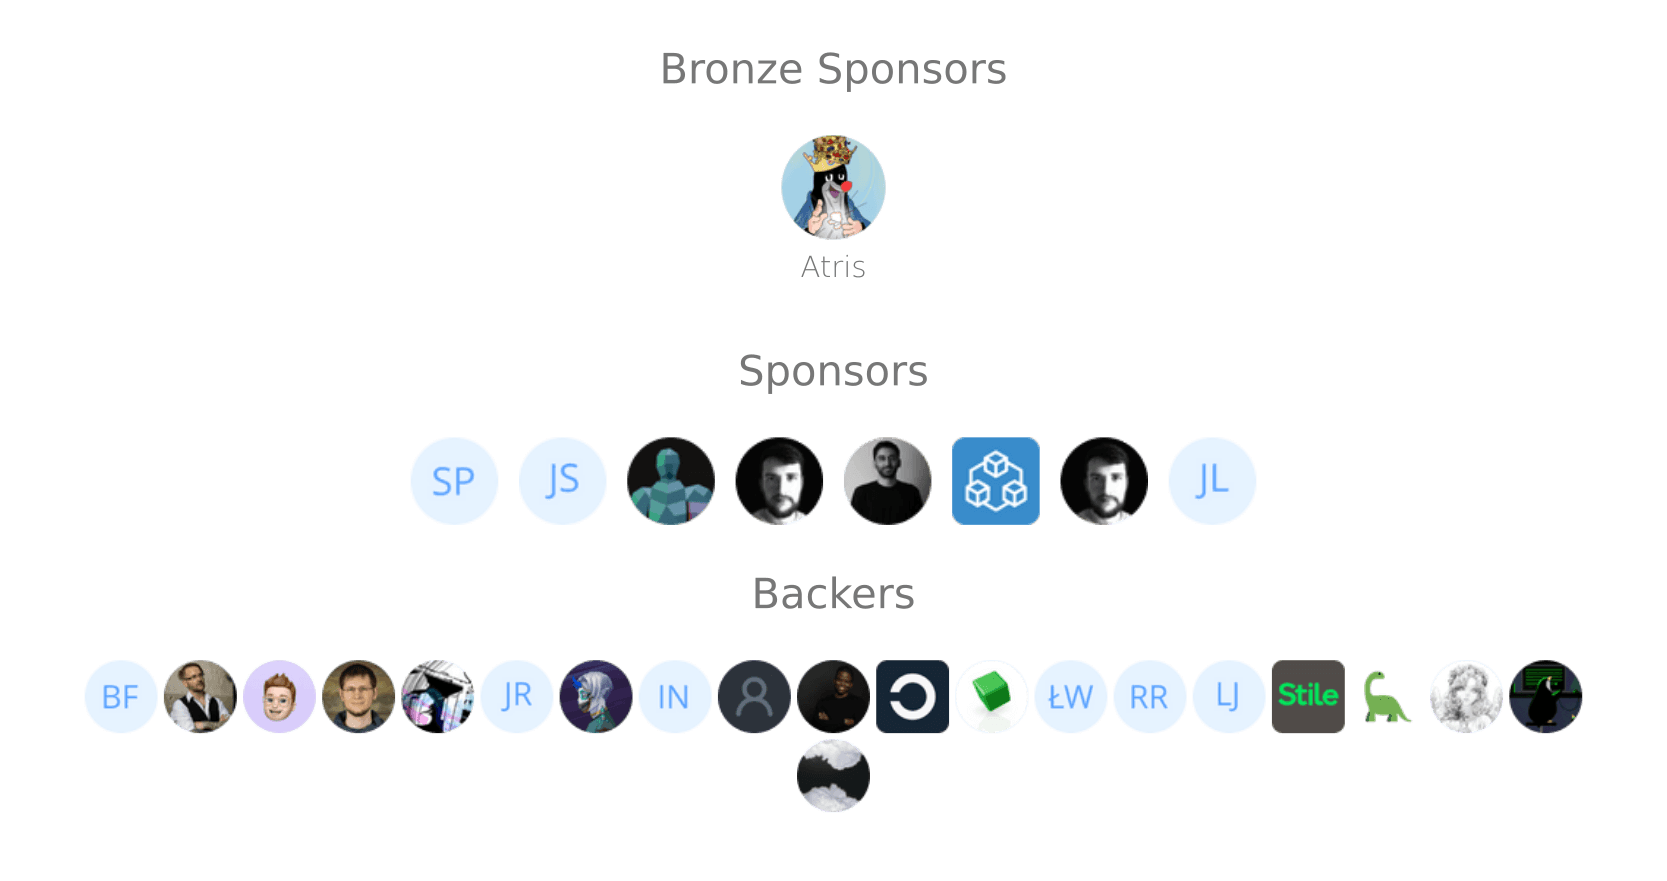 Bronze Sponsors
Atris
Sponsors
SP JS JL
Backers
BF JR IN ŁW RR LJ Stile